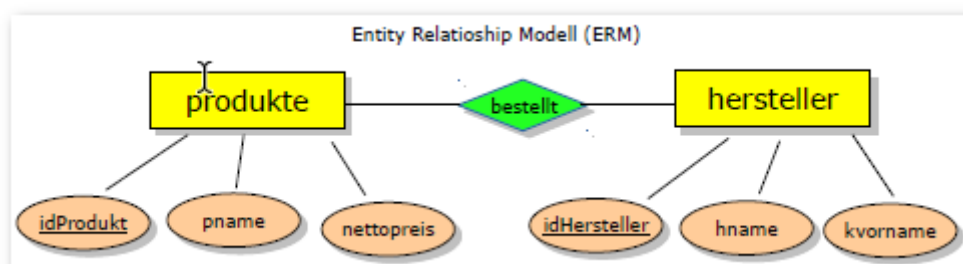 Entity Relatioship Modell (ERM)
produkte
bestellt
hersteller
idProdukt
pname
nettopreis
idHersteller
hname
kvorname